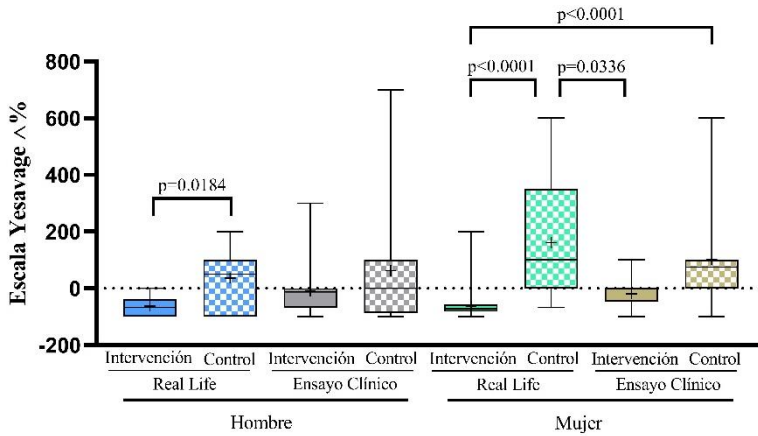 p<0.0001
p<0.0001 p=0.0336
p=0.0184
Escala Yesavage ^%
800
600
400
200
0
-200
Intervención Control Intervención Control Intervención Control Intervención Control
Real Life Ensayo Clínico Real Life Ensayo Clínico
Hombre Mujer